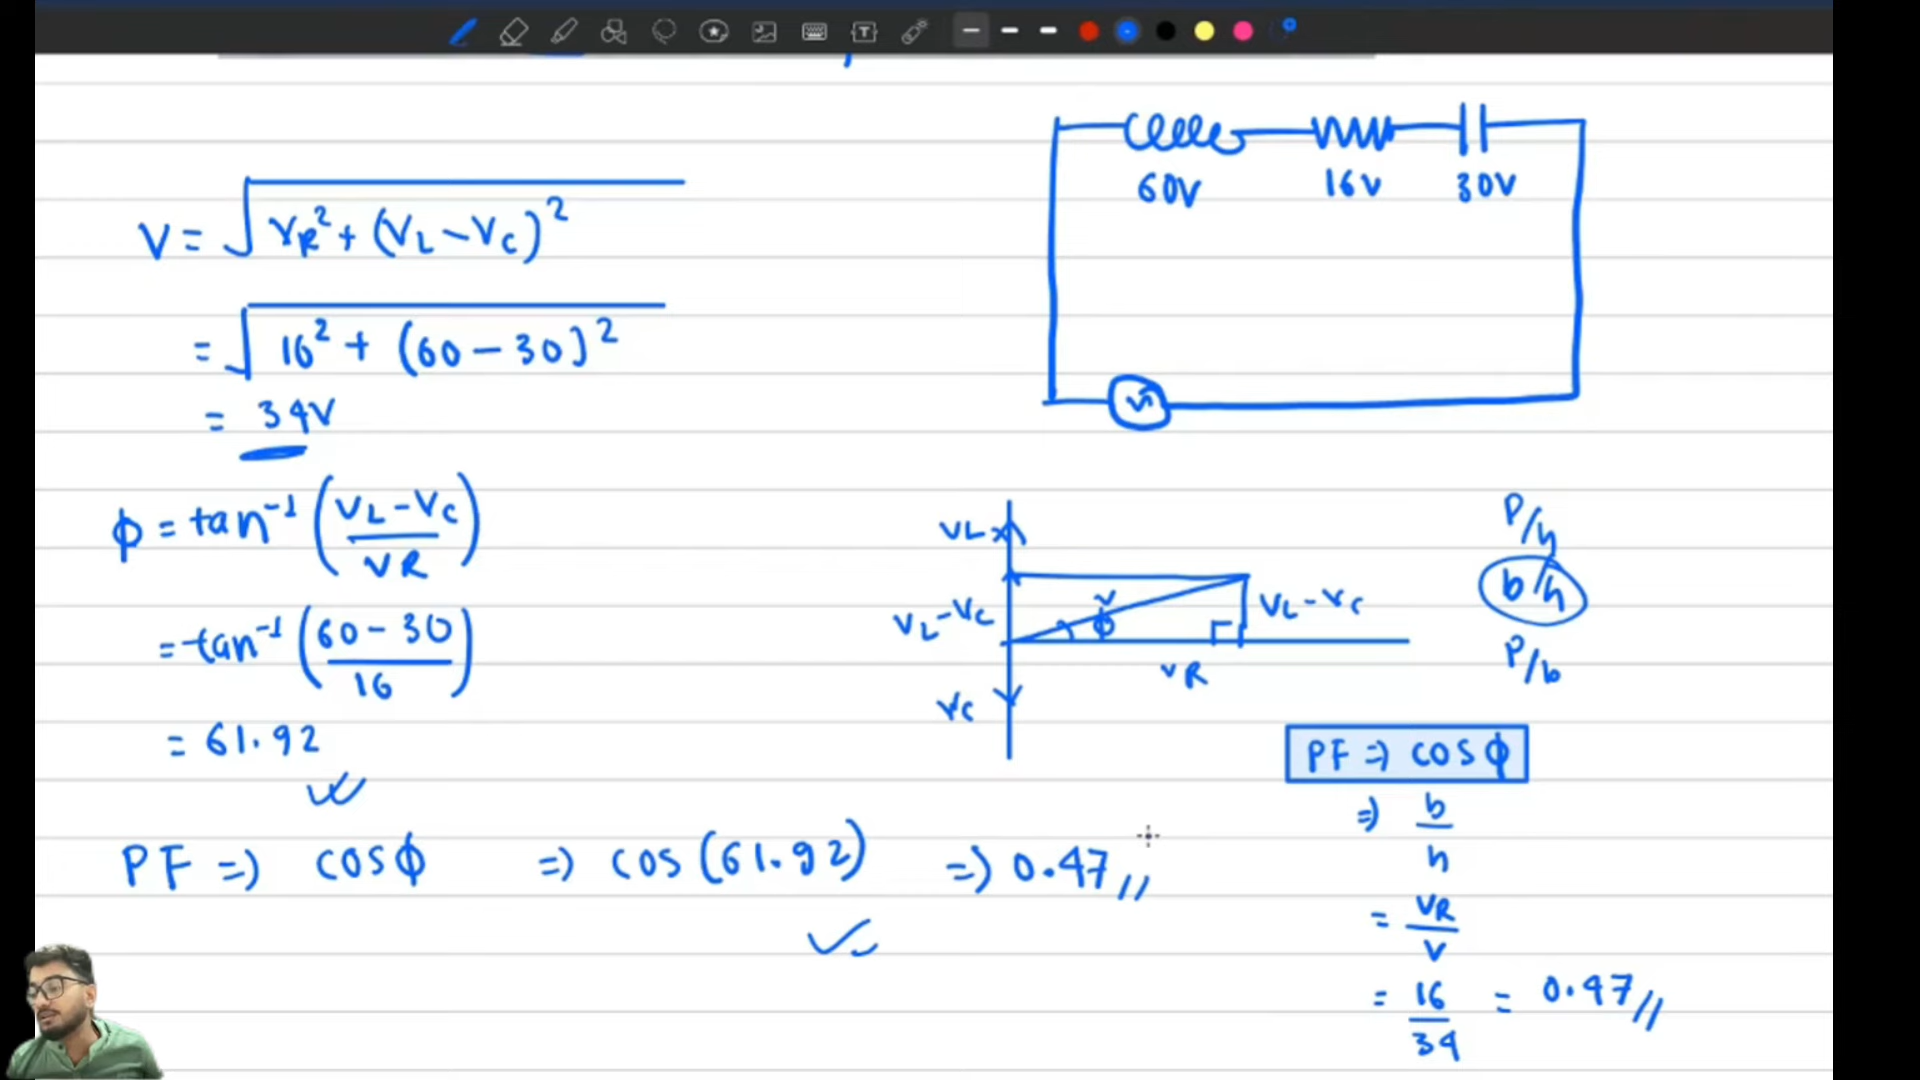 60V 16V 30V
V = √(VR² + (VL - VC)²)
= √(16² + (60 - 30)²)
= 34V
ϕ = tan⁻¹ (VL - VC / VR)
= tan⁻¹ (60 - 30 / 16)
= 61.92
PF => cosϕ => cos(61.92) => 0.47 //
VL
VL - VC
VC
V
ϕ
VL - VC
VR
P/h
b/h
P/b
PF => cosϕ
=> b/h
= VR/V
= 16/34 = 0.47 //